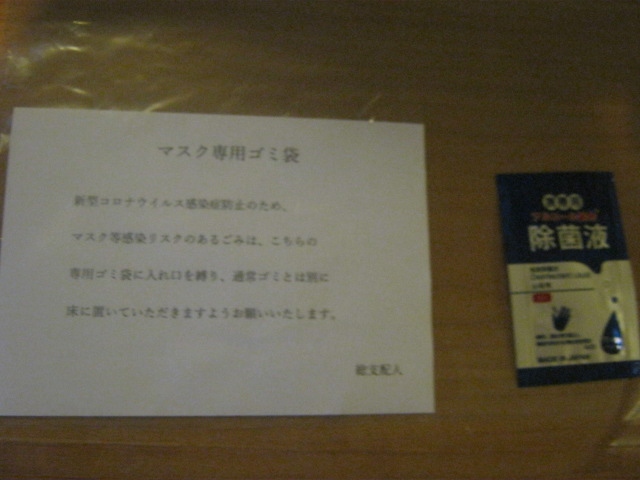 マスク専用ゴミ袋
新型コロナウイルス感染症防止のため、
マスク等感染リスクのあるごみは、こちらの
専用ゴミ袋に入れ口を縛り、通常ゴミとは別に
床に置いていただきますようお願いいたします。
総支配人
除菌液
MADE IN JAPAN